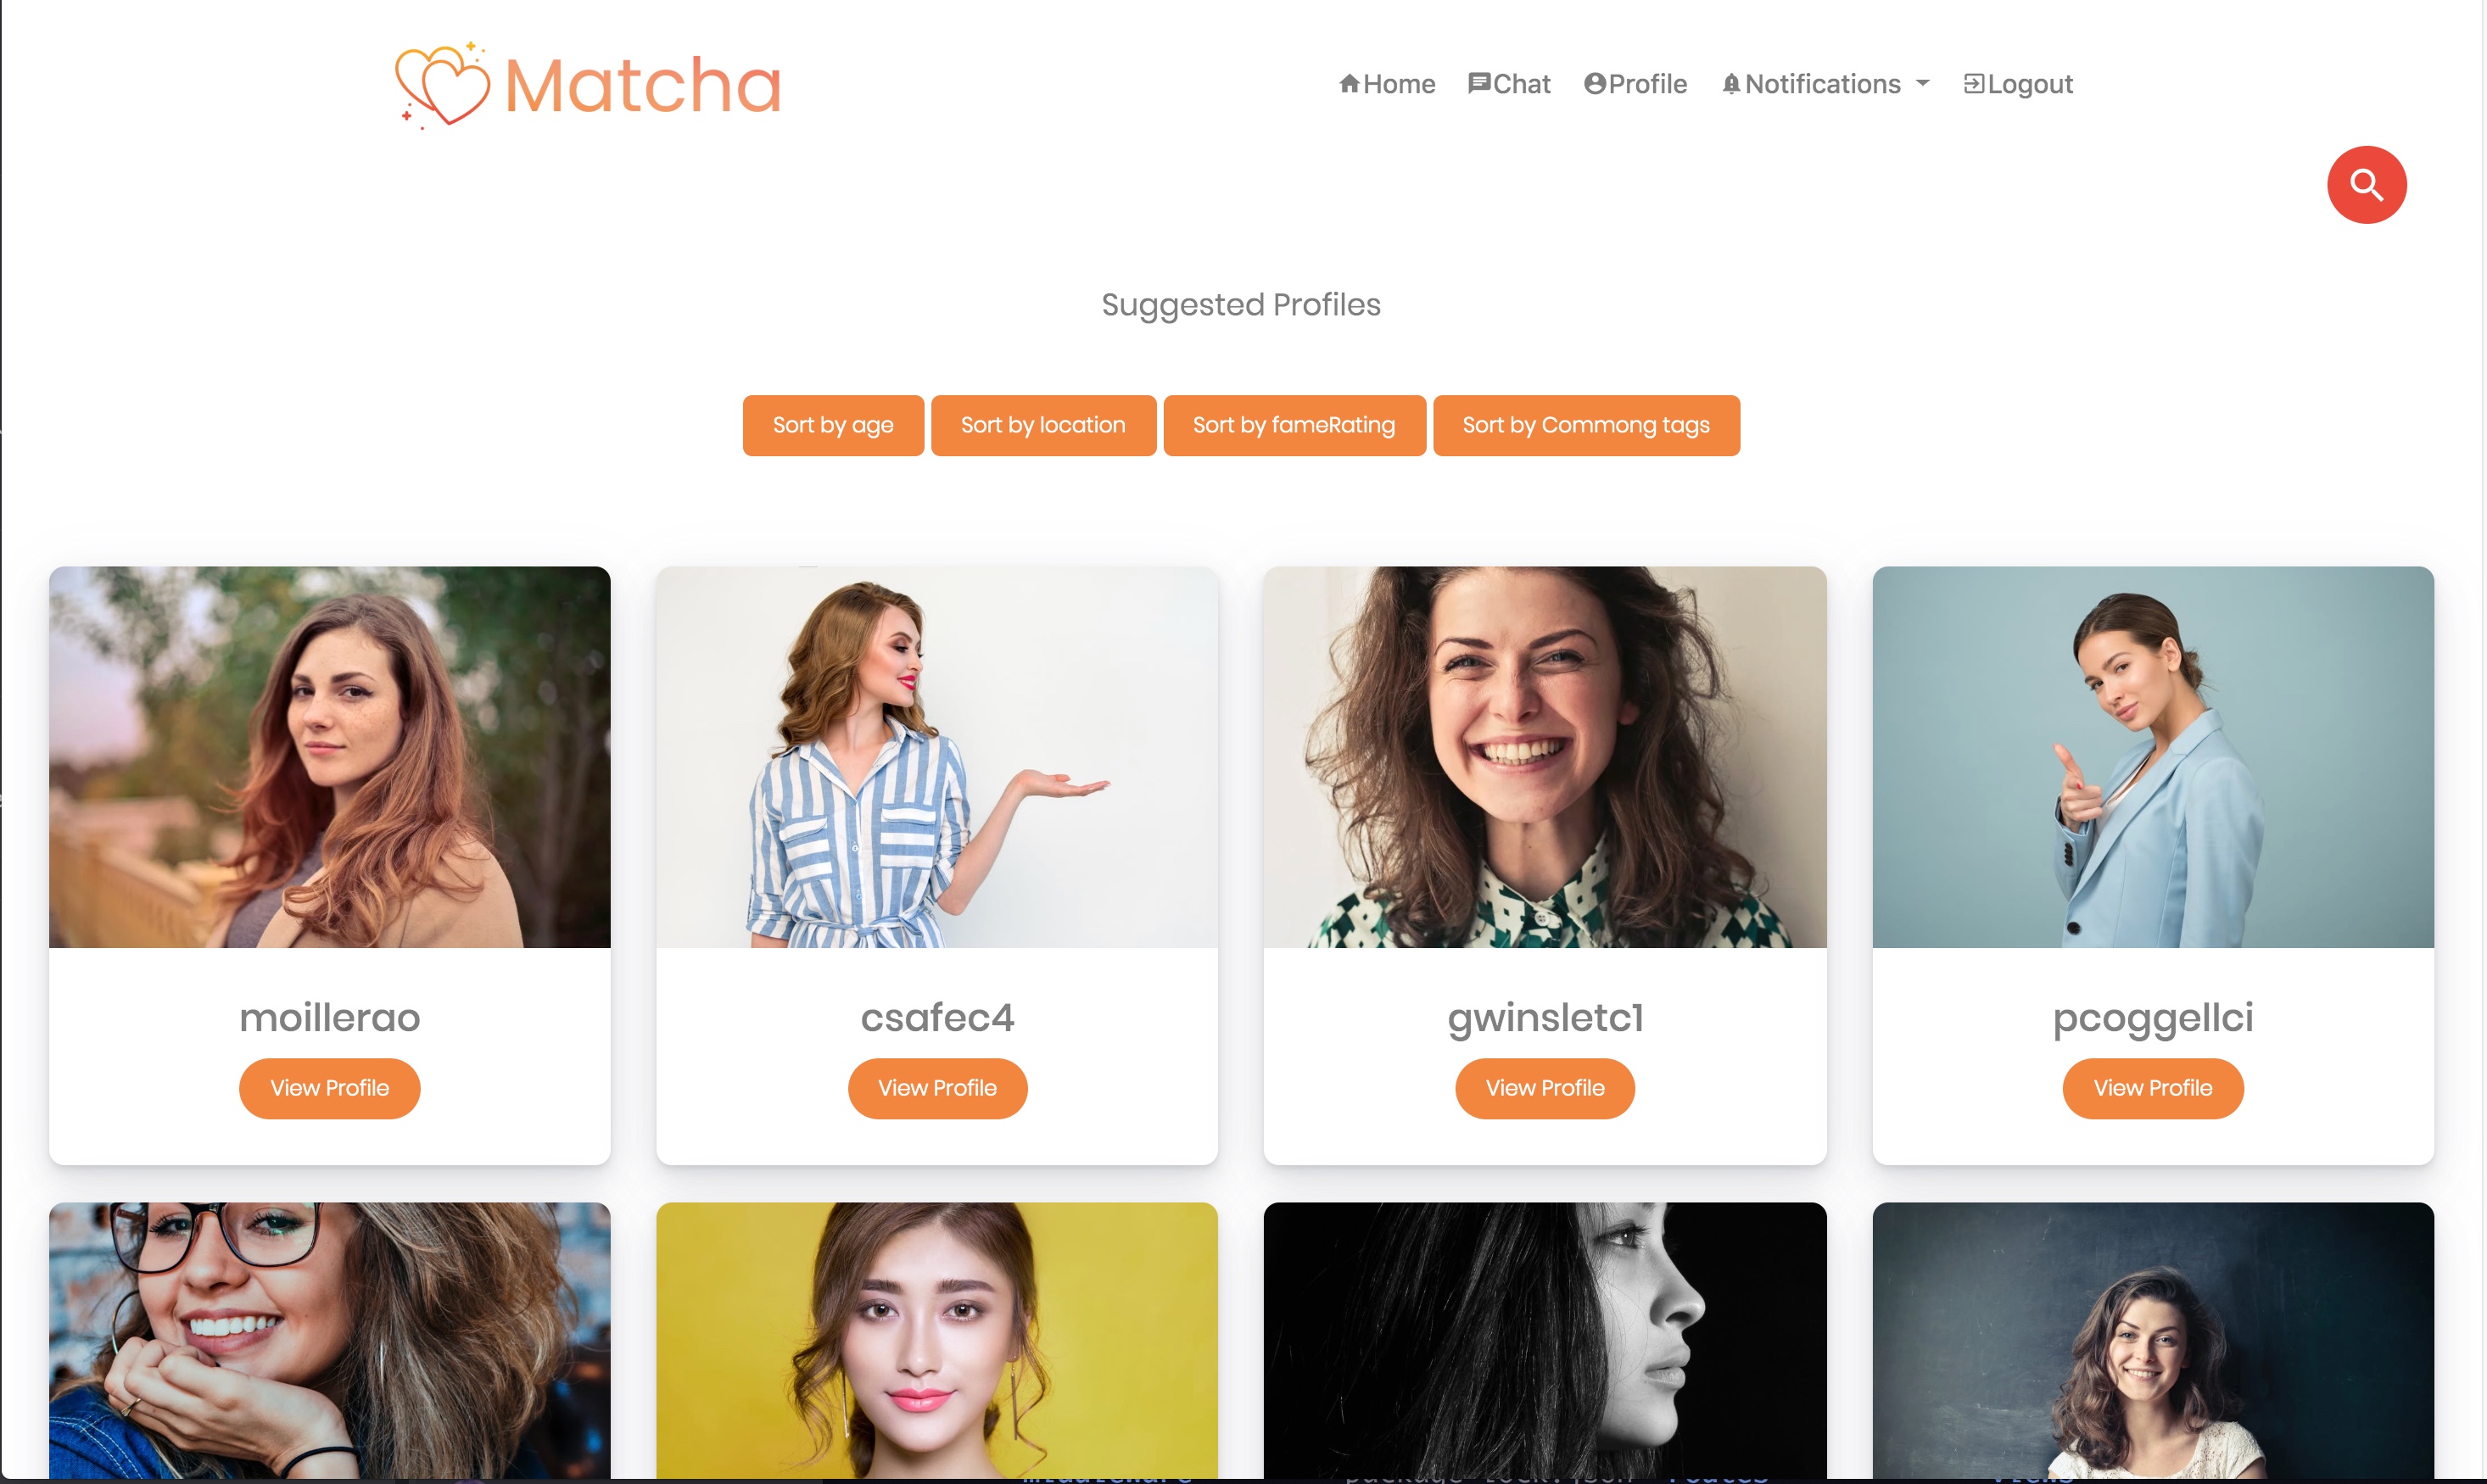 Matcha
Home Chat Profile Notifications Logout
Suggested Profiles
Sort by age Sort by location Sort by fameRating Sort by Commong tags
moillerao csafec4 gwinsletc1 pcoggellci
View Profile View Profile View Profile View Profile